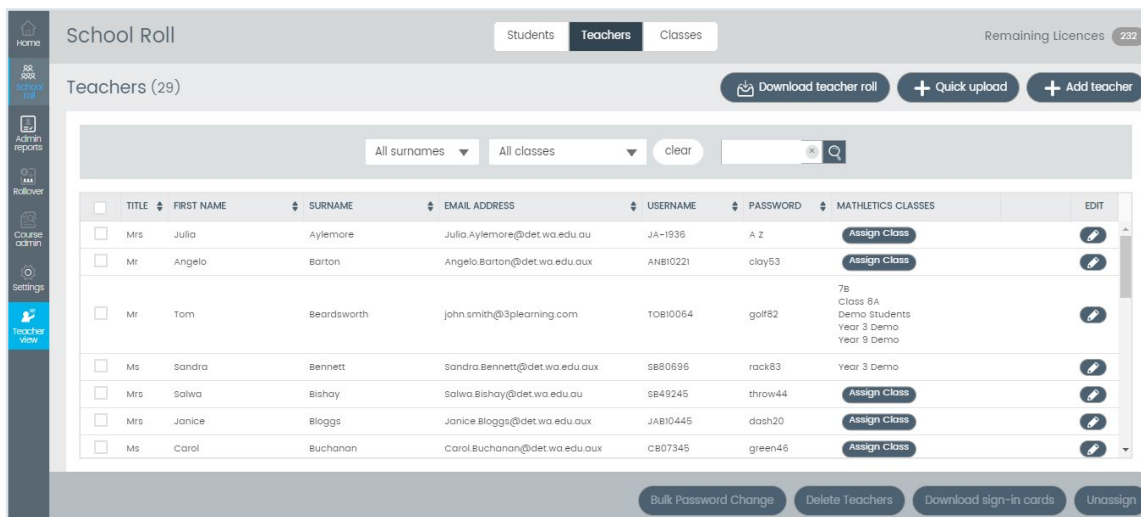 Home
School roll
Admin reports
Rollover
Course admin
Settings
Teacher view
School Roll
Students Teachers Classes
Remaining Licences 232
Teachers (29)
Download teacher roll + Quick upload + Add teacher
All surnames All classes clear
TITLE FIRST NAME SURNAME EMAIL ADDRESS USERNAME PASSWORD MATHLETICS CLASSES EDIT
Mrs Julia Aylemore Julia.Aylemore@det.wa.edu.au JA-1936 A Z Assign Class
Mr Angelo Barton Angelo.Barton@det.wa.edu.aux ANB10221 clay53 Assign Class
Mr Tom Beardsworth john.smith@3plearning.com TOB10064 golf82
7B
Class 8A
Demo Students
Year 3 Demo
Year 9 Demo
Ms Sandra Bennett Sandra.Bennett@det.wa.edu.aux SB80696 rack83 Year 3 Demo
Mrs Salwa Bishay Salwa.Bishay@det.wa.edu.au SB49245 throw44 Assign Class
Mrs Janice Bloggs Janice.Bloggs@det.wa.edu.aux JAB10445 dash20 Assign Class
Ms Carol Buchanan Carol.Buchanan@det.wa.edu.aux CB07345 green46 Assign Class
Bulk Password Change Delete Teachers Download sign-in cards Unassign